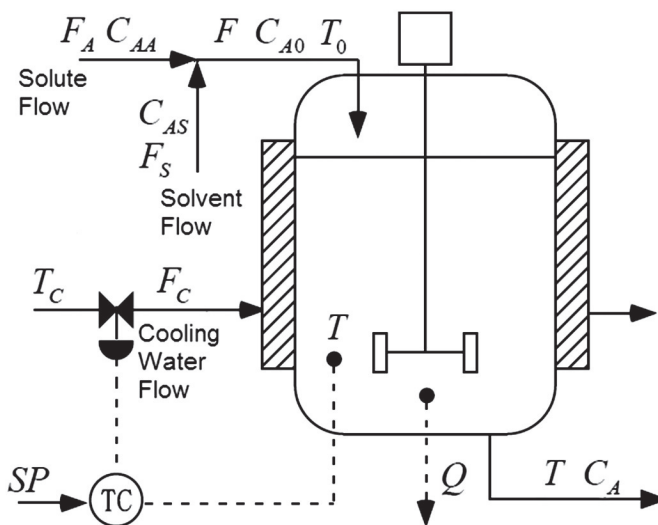 F_A C_AA
F C_A0 T_0
Solute
Flow
C_AS
F_S
Solvent
Flow
T_C
F_C
Cooling
Water
Flow
T
SP
TC
Q
T C_A